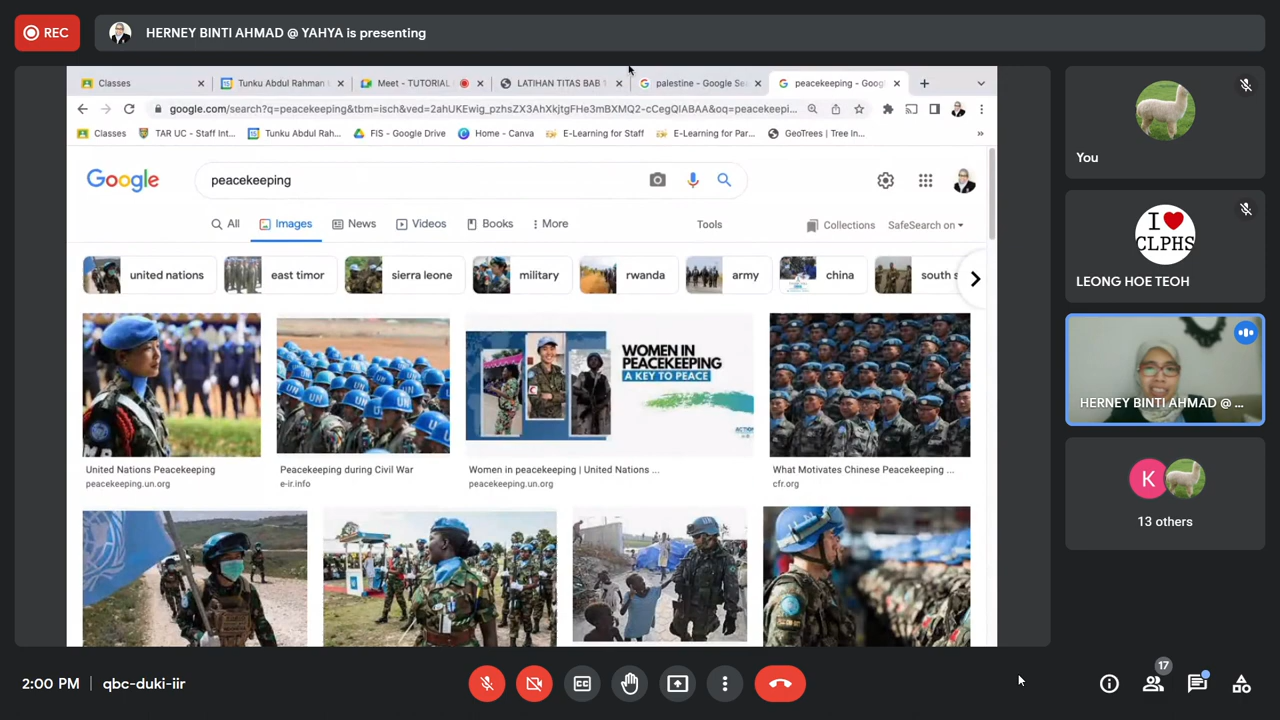 REC
HERNEY BINTI AHMAD @ YAHYA is presenting
Classes
Tunku Abdul Rahman
Meet - TUTORIAL
LATIHAN TITAS BAB 1
palestine - Google Se
peacekeeping - Goog
google.com/search?q=peacekeeping&tbm=isch&ved=2ahUKEwig_pzhsZX3AhXkjtgFHe3mBXMQ2-cCegQIABAA&oq=peacekeepi...
Classes
TAR UC - Staff Int...
Tunku Abdul Rah...
FIS - Google Drive
Home - Canva
E-Learning for Staff
E-Learning for Par...
GeoTrees | Tree In...
Google
peacekeeping
All
Images
News
Videos
Books
More
Tools
Collections
SafeSearch on
united nations
east timor
sierra leone
military
rwanda
army
china
south s
UN
WOMEN IN
PEACEKEEPING
A KEY TO PEACE
United Nations Peacekeeping
peacekeeping.un.org
Peacekeeping during Civil War
e-ir.info
Women in peacekeeping | United Nations ...
peacekeeping.un.org
What Motivates Chinese Peacekeeping ...
cfr.org
You
I ❤
CLPHS
LEONG HOE TEOH
HERNEY BINTI AHMAD @ ...
K
13 others
2:00 PM | qbc-duki-iir
17